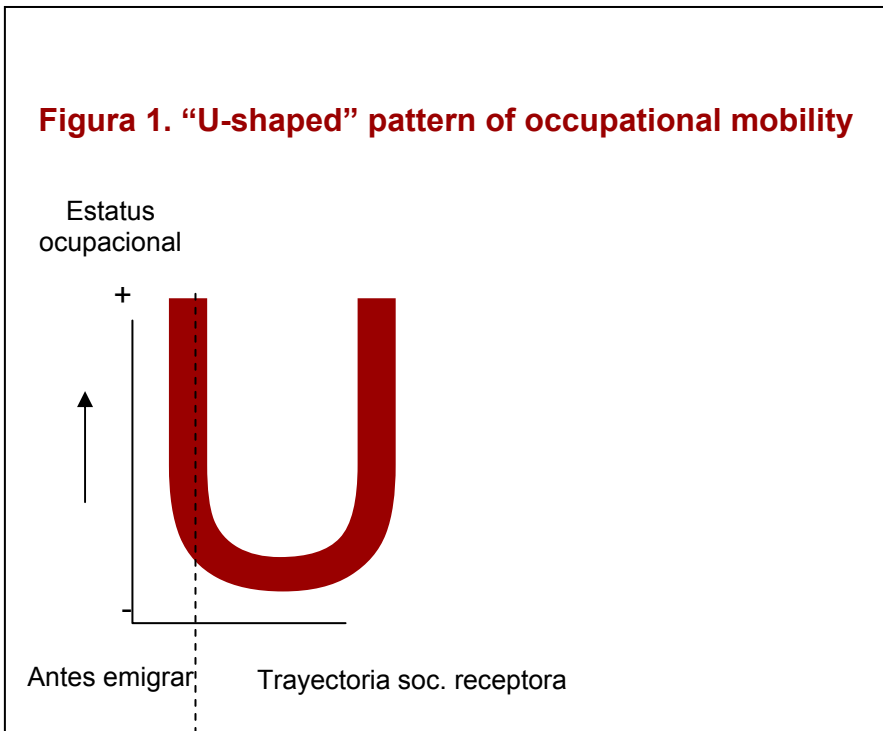 Figura 1. “U-shaped” pattern of occupational mobility
Estatus
ocupacional
+
-
Antes emigrar
Trayectoria soc. receptora